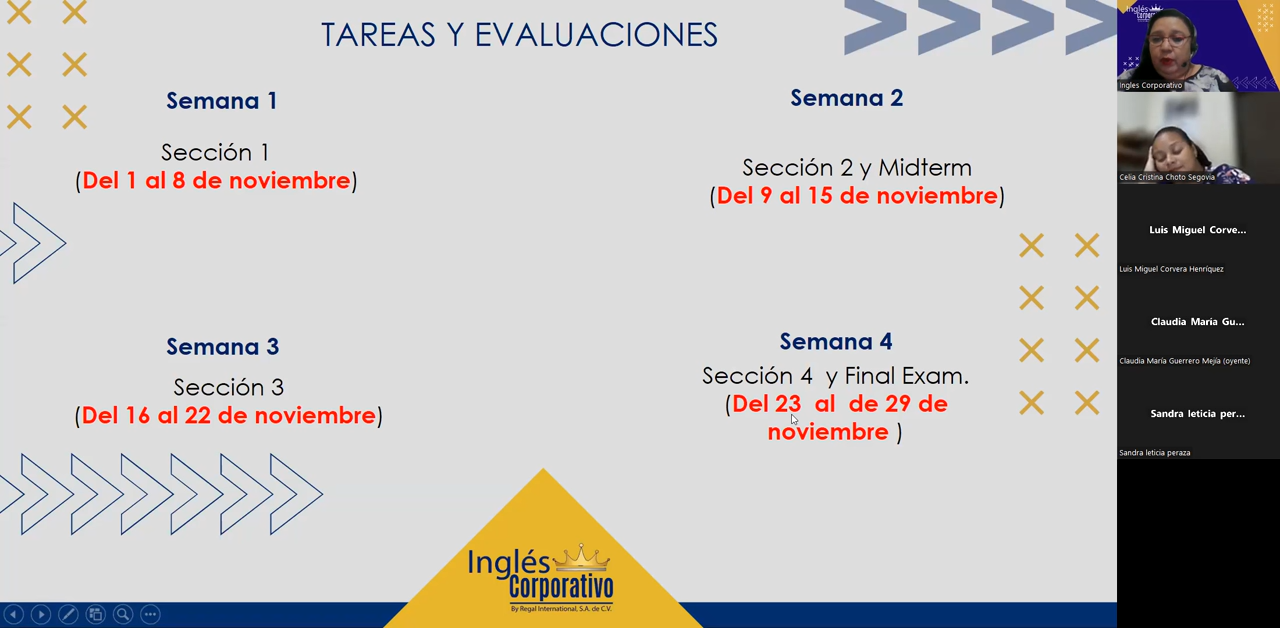 TAREAS Y EVALUACIONES
Semana 1
Sección 1
(Del 1 al 8 de noviembre)
Semana 2
Sección 2 y Midterm
(Del 9 al 15 de noviembre)
Semana 3
Sección 3
(Del 16 al 22 de noviembre)
Semana 4
Sección 4 y Final Exam.
(Del 23 al de 29 de
noviembre )
Inglés
Corporativo
By Regal International, S.A. de C.V.
Inglés
Ingles Corporativo
Celia Cristina Choto Segovia
Luis Miguel Corve...
Luis Miguel Corvera Henríquez
Claudia María Gu...
Claudia María Guerrero Mejía (oyente)
Sandra leticia per...
Sandra leticia peraza